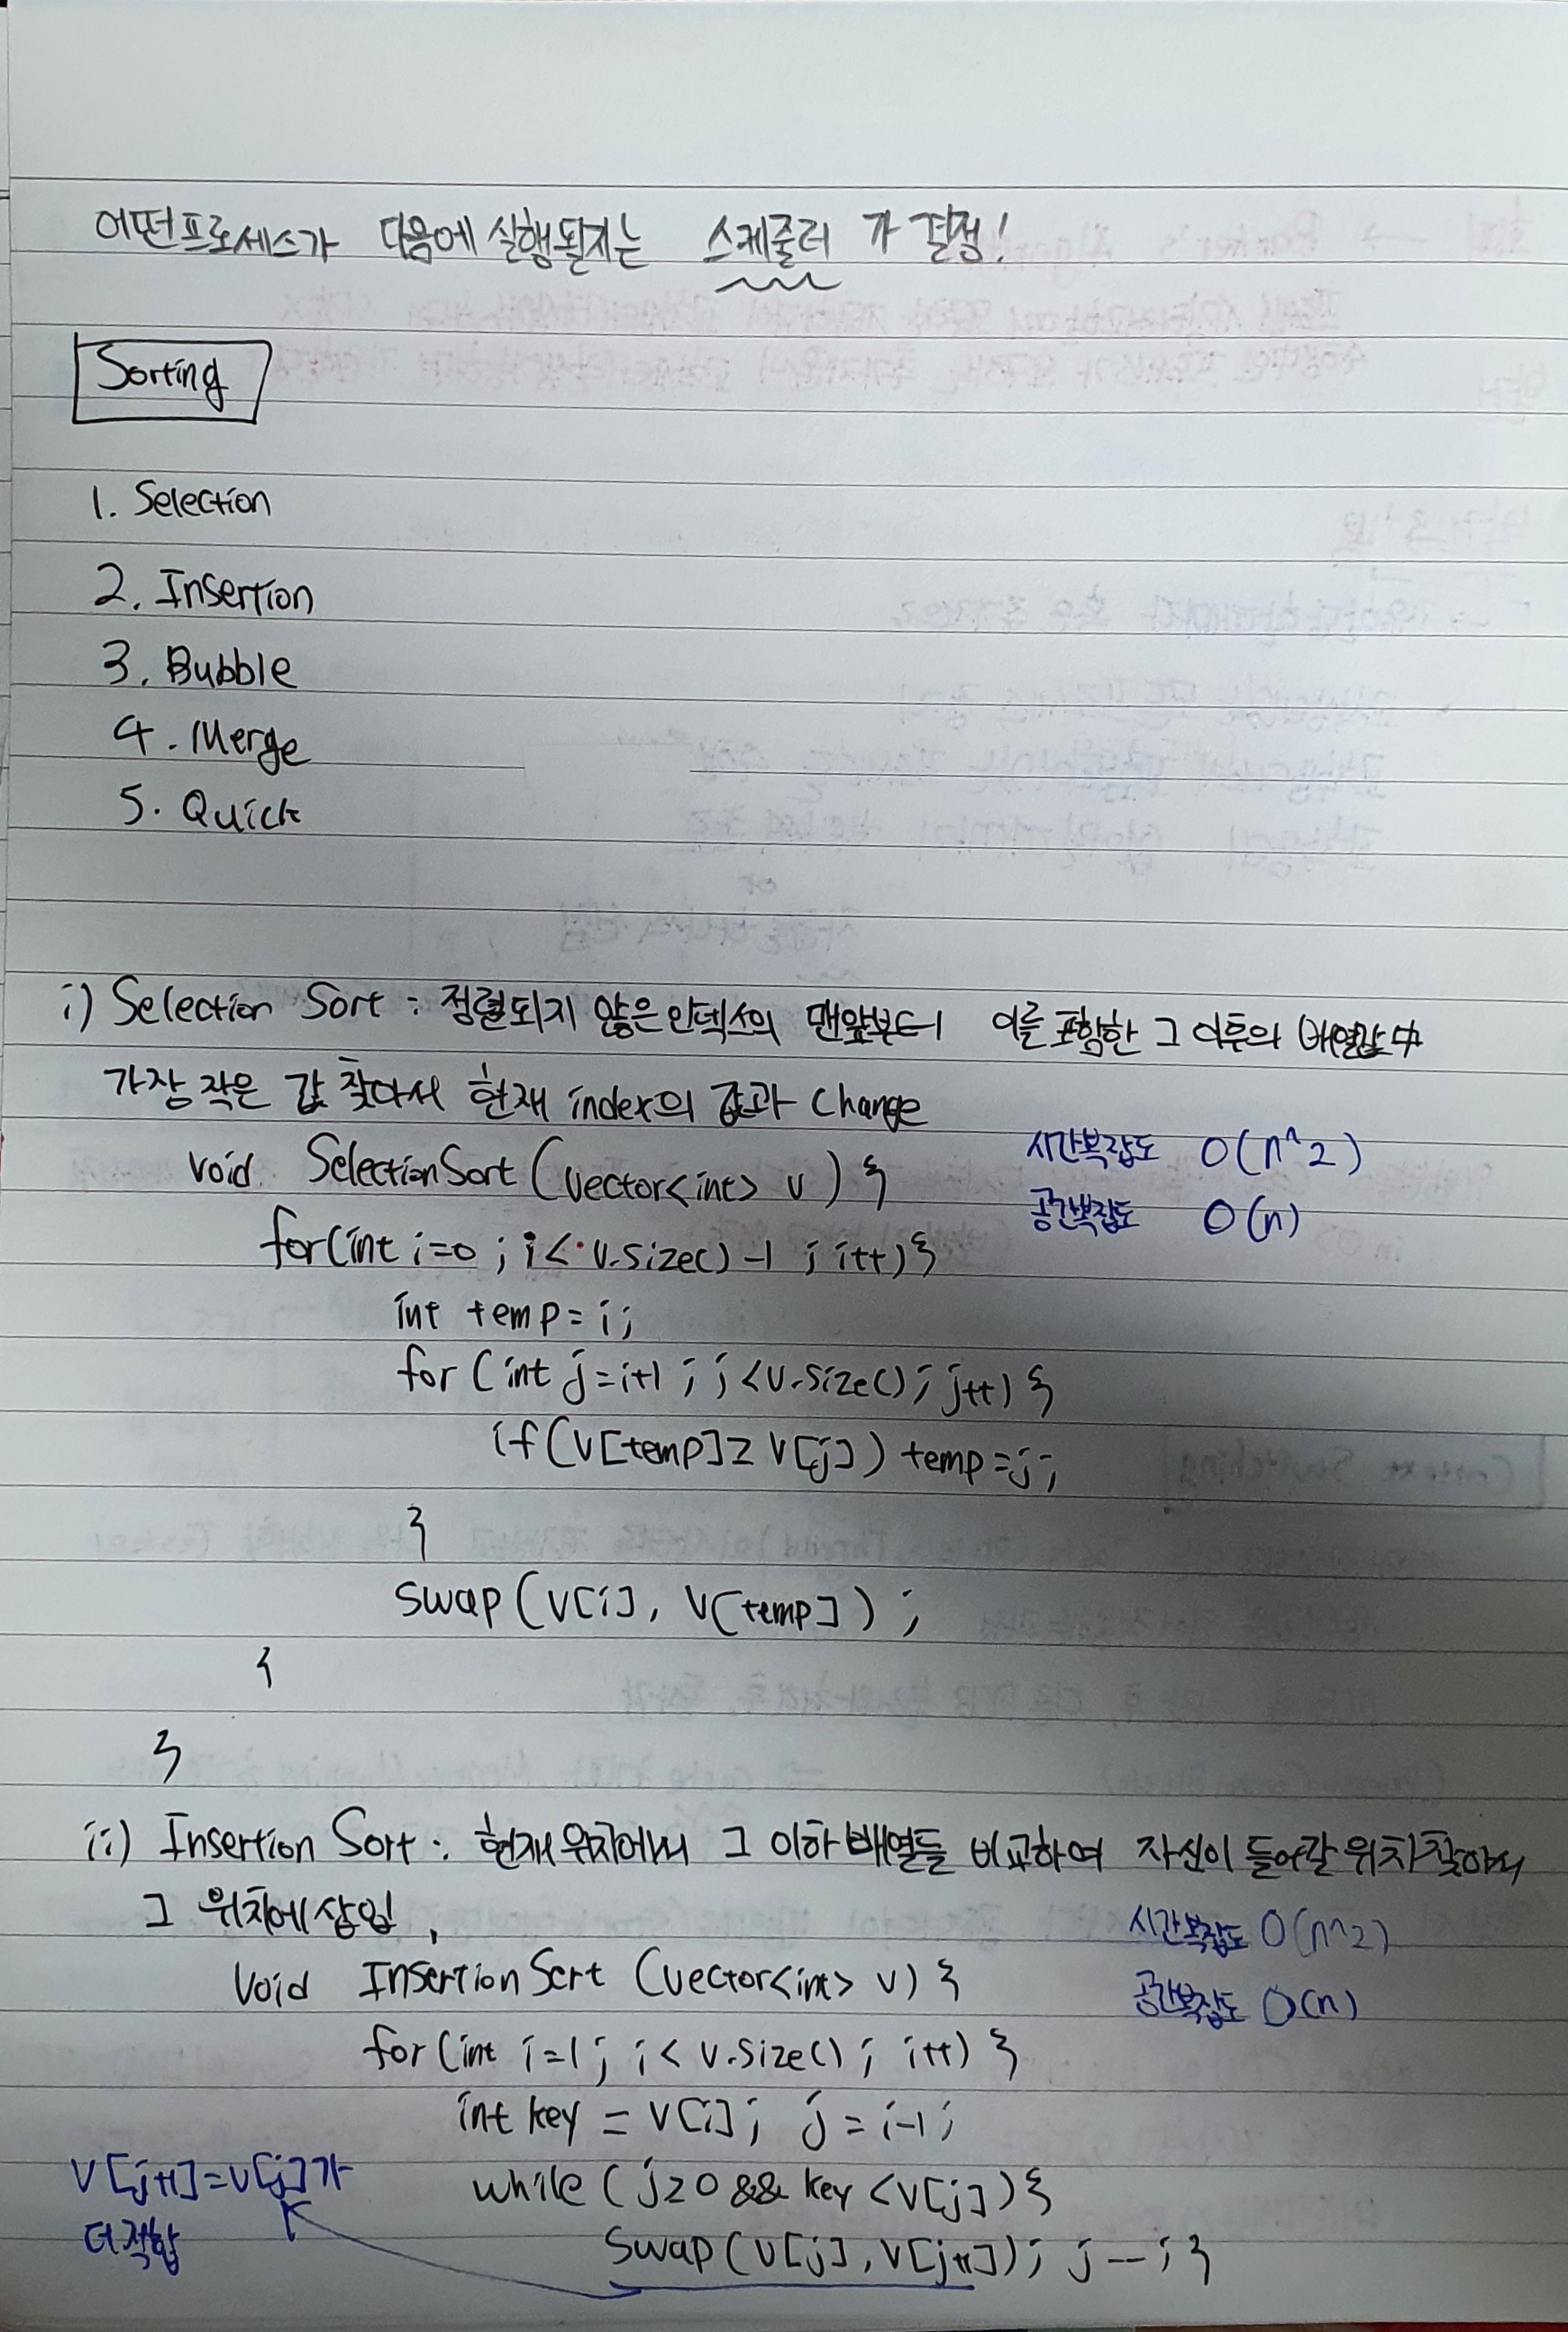 어떤프로세스가 다음에 실행될지는 스케줄러 가 결정!
Sorting
1. Selection
2. Insertion
3. Bubble
4. Merge
5. Quick
i) Selection Sort : 정렬되지 않은 인덱스의 맨앞부터 이를 포함한 그 이후의 배열값 中
가장 작은 값 찾아서 현재 index의 값과 change
시간복잡도 O(n^2)
void SelectionSort (vector<int> v) {
공간복잡도 O(n)
for(int i=0 ; i< v.size() -1 ; i++) {
int temp = i;
for (int j=i+1 ; j<v.size() ; j++) {
if(v[temp] ≥ v[j]) temp=j;
}
swap(v[i], v[temp]) ;
}
}
ii) Insertion Sort : 현재 위치에서 그 이하 배열들 비교하여 자신이 들어갈 위치 찾아서
그 위치에 삽입,
시간복잡도 O(n^2)
void InsertionSort (vector<int> v) {
공간복잡도 O(n)
for (int i=1 ; i< v.size() ; i++) {
int key = v[i]; j = i-1;
while ( j≥0 && key <v[j]) {
swap(v[j], v[j+1]); j--; }
v[j+1]=v[j]가
더 적합